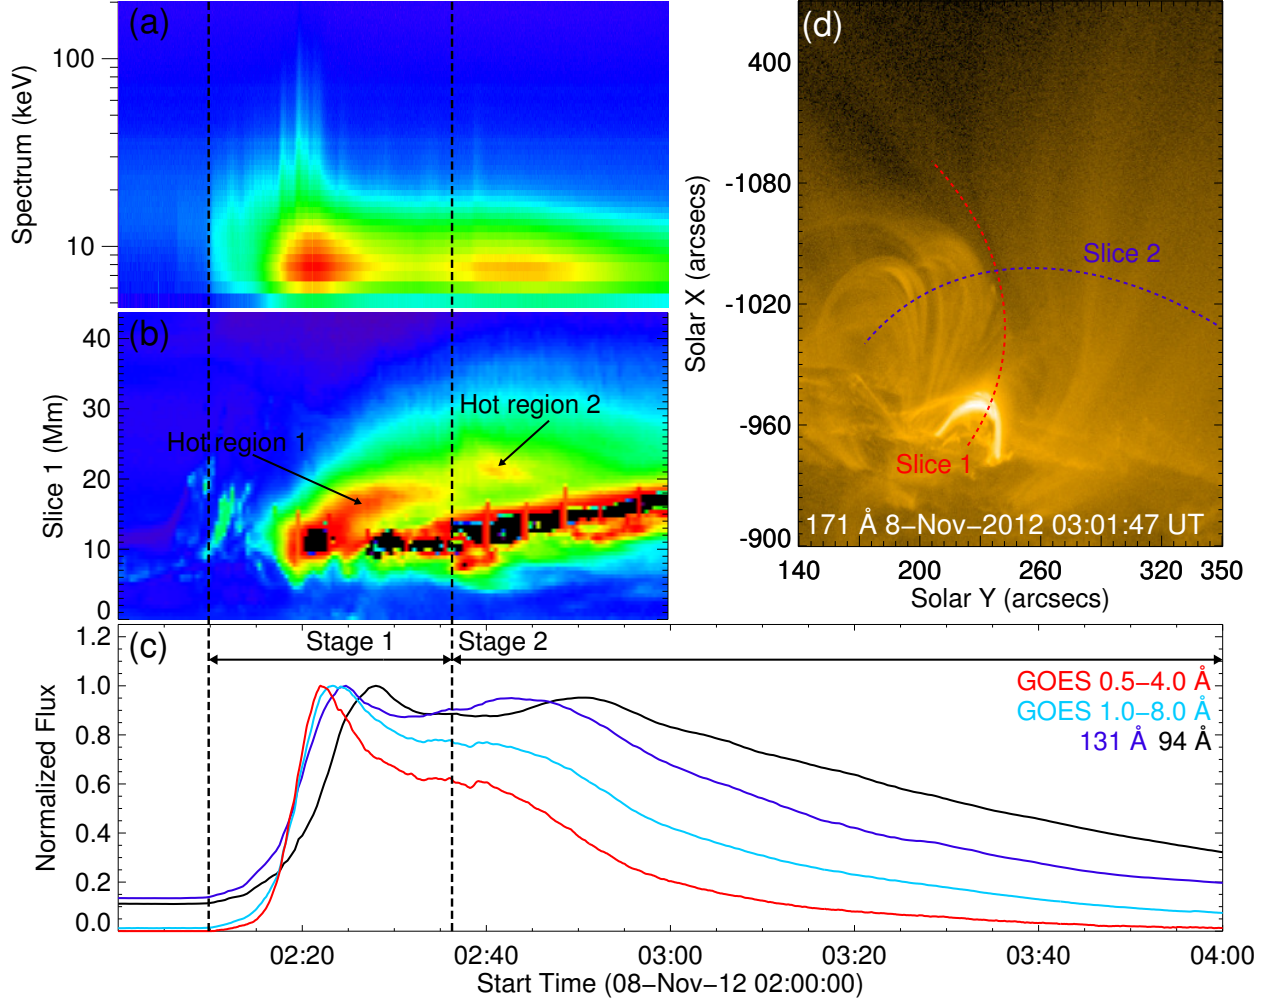 (a)
100
10
Spectrum (keV)
(b)
40
30
20
10
0
Slice 1 (Mm)
Hot region 1
Hot region 2
(d)
400
-1080
-1020
-960
-900
Solar X (arcsecs)
Slice 2
Slice 1
171 Å 8-Nov-2012 03:01:47 UT
140 200 260 320 350
Solar Y (arcsecs)
(c)
1.2
1.0
0.8
0.6
0.4
0.2
0.0
Normalized Flux
Stage 1
Stage 2
GOES 0.5-4.0 Å
GOES 1.0-8.0 Å
131 Å 94 Å
02:20 02:40 03:00 03:20 03:40 04:00
Start Time (08-Nov-12 02:00:00)